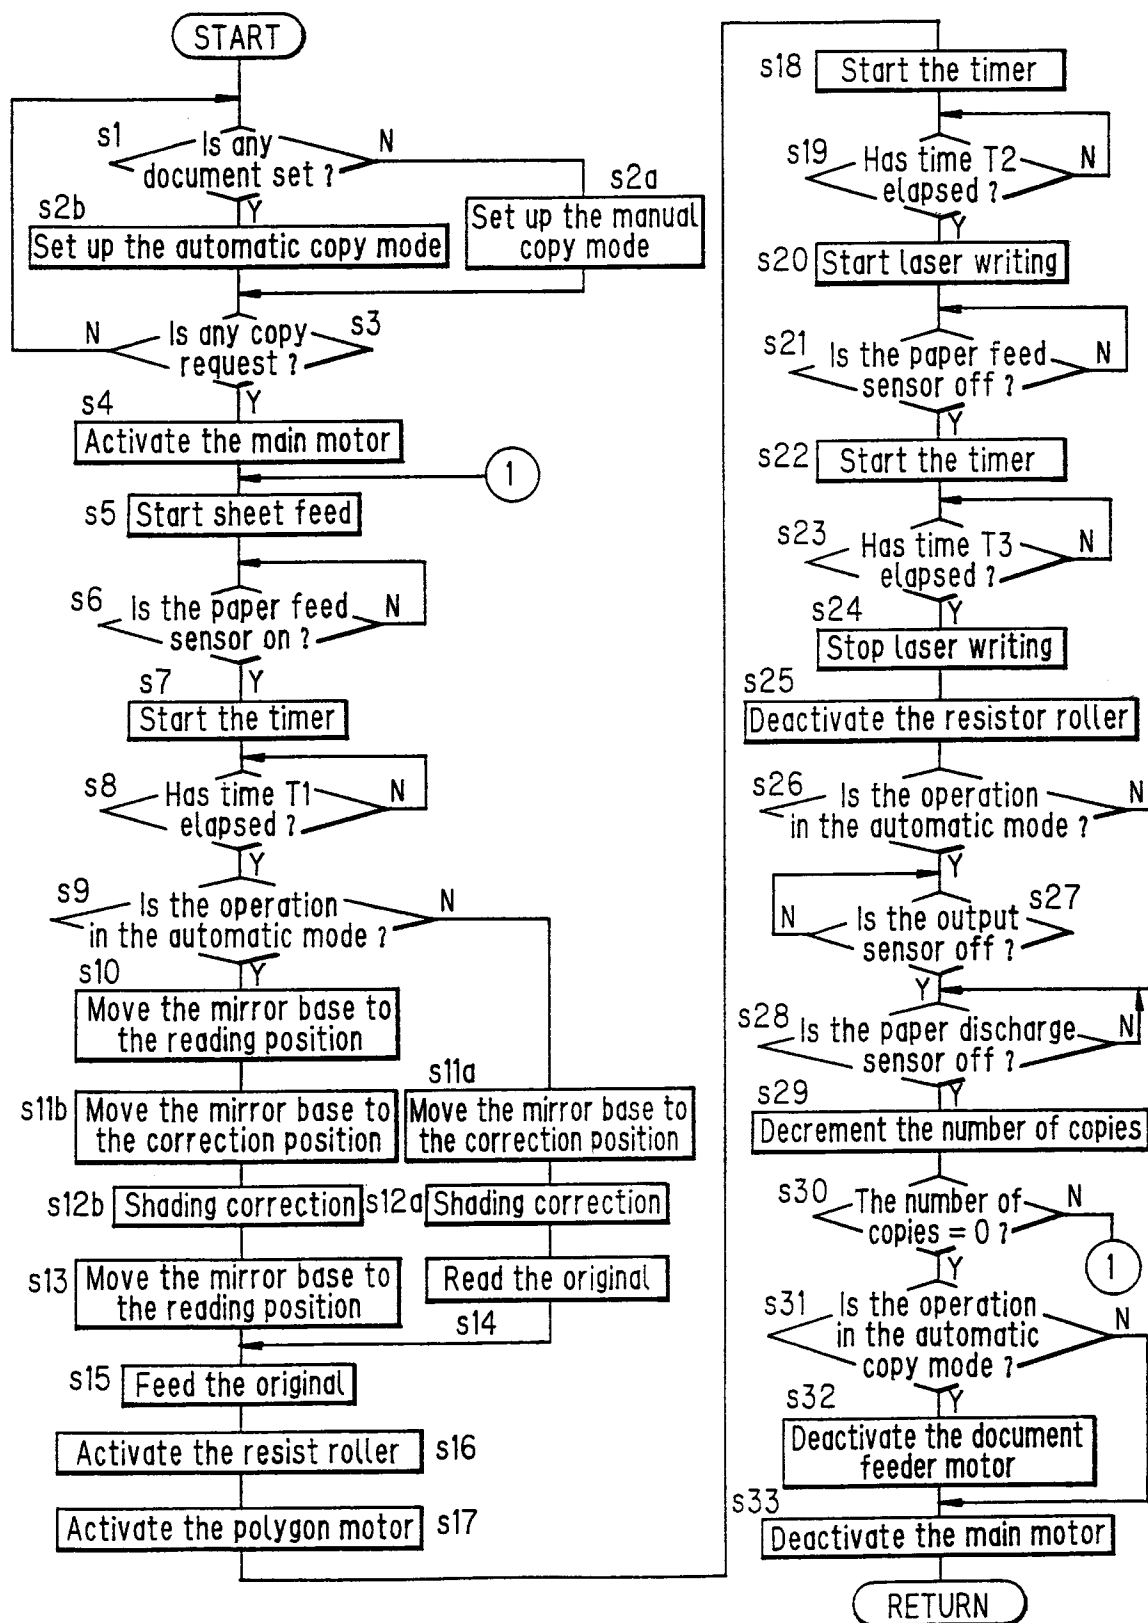 START
s1
Is any
document set ?
N
Y
s2a
Set up the manual
copy mode
s2b
Set up the automatic copy mode
s3
Is any copy
request ?
N
Y
s4
Activate the main motor
1
s5
Start sheet feed
s6
Is the paper feed
sensor on ?
N
Y
s7
Start the timer
s8
Has time T1
elapsed ?
N
Y
s9
Is the operation
in the automatic mode ?
N
Y
s10
Move the mirror base to
the reading position
s11b
Move the mirror base to
the correction position
s11a
Move the mirror base to
the correction position
s12b
Shading correction
s12a
Shading correction
s13
Move the mirror base to
the reading position
Read the original
s14
s15
Feed the original
Activate the resist roller
s16
Activate the polygon motor
s17
s18
Start the timer
s19
Has time T2
elapsed ?
N
Y
s20
Start laser writing
s21
Is the paper feed
sensor off ?
N
Y
s22
Start the timer
s23
Has time T3
elapsed ?
N
Y
s24
Stop laser writing
s25
Deactivate the resistor roller
s26
Is the operation
in the automatic mode ?
N
Y
s27
Is the output
sensor off ?
N
Y
s28
Is the paper discharge
sensor off ?
N
Y
s29
Decrement the number of copies
s30
The number of
copies = 0 ?
N
Y
1
s31
Is the operation
in the automatic
copy mode ?
N
Y
s32
Deactivate the document
feeder motor
s33
Deactivate the main motor
RETURN